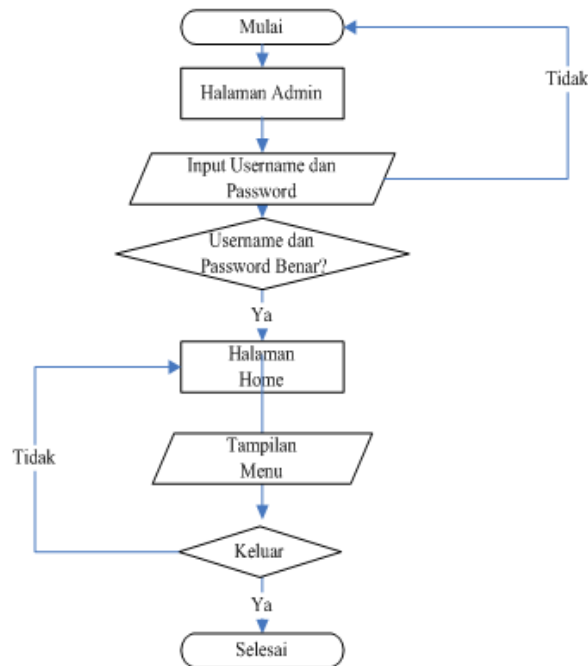 Mulai
Tidak
Halaman Admin
Input Username dan
Password
Username dan
Password Benar?
Ya
Halaman
Home
Tampilan
Menu
Tidak
Keluar
Ya
Selesai